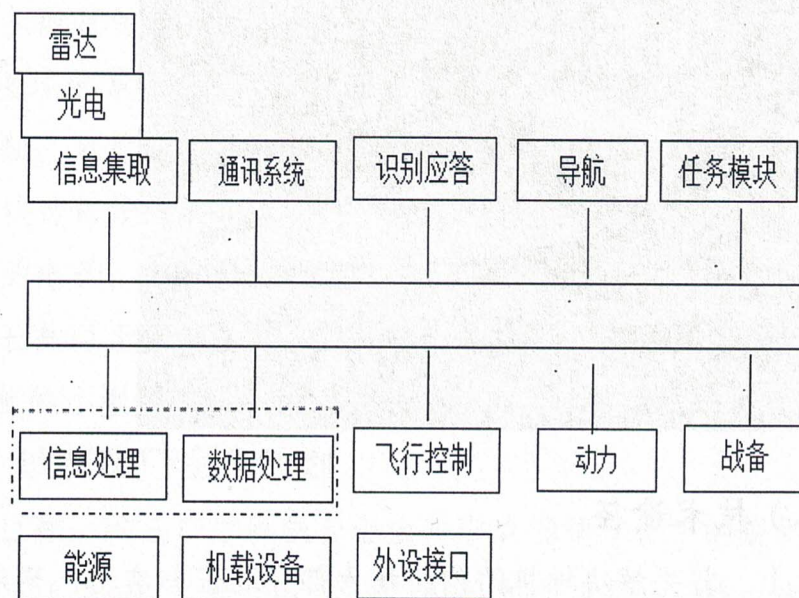 雷达
光电
信息集取 通讯系统 识别应答 导航 任务模块
信息处理 数据处理 飞行控制 动力 战备
能源 机载设备 外设接口